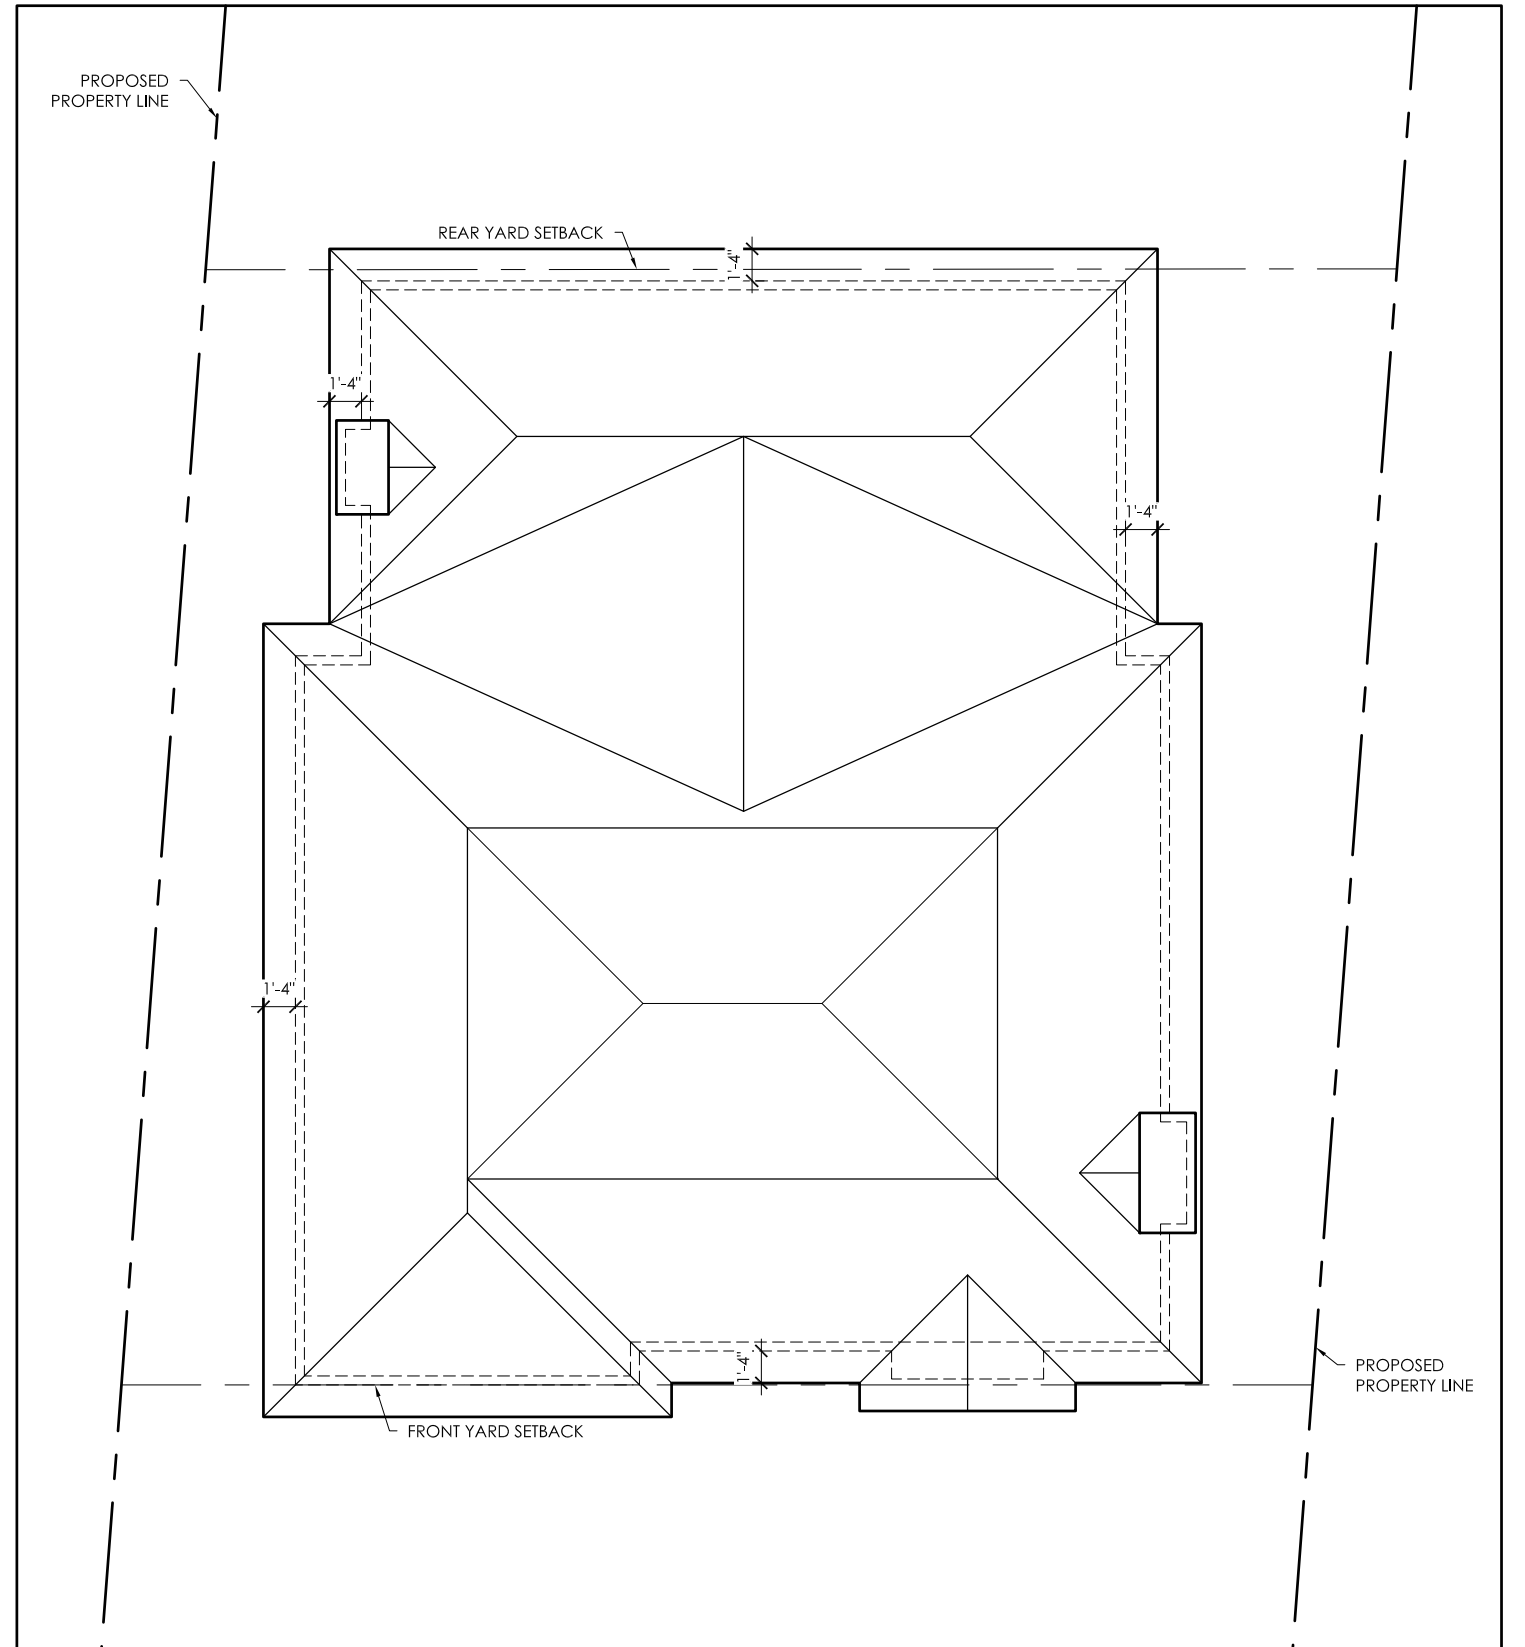 PROPOSED
PROPERTY LINE
REAR YARD SETBACK
1'-4"
1'-4"
1'-4"
1'-4"
1'-4"
PROPOSED
PROPERTY LINE
FRONT YARD SETBACK